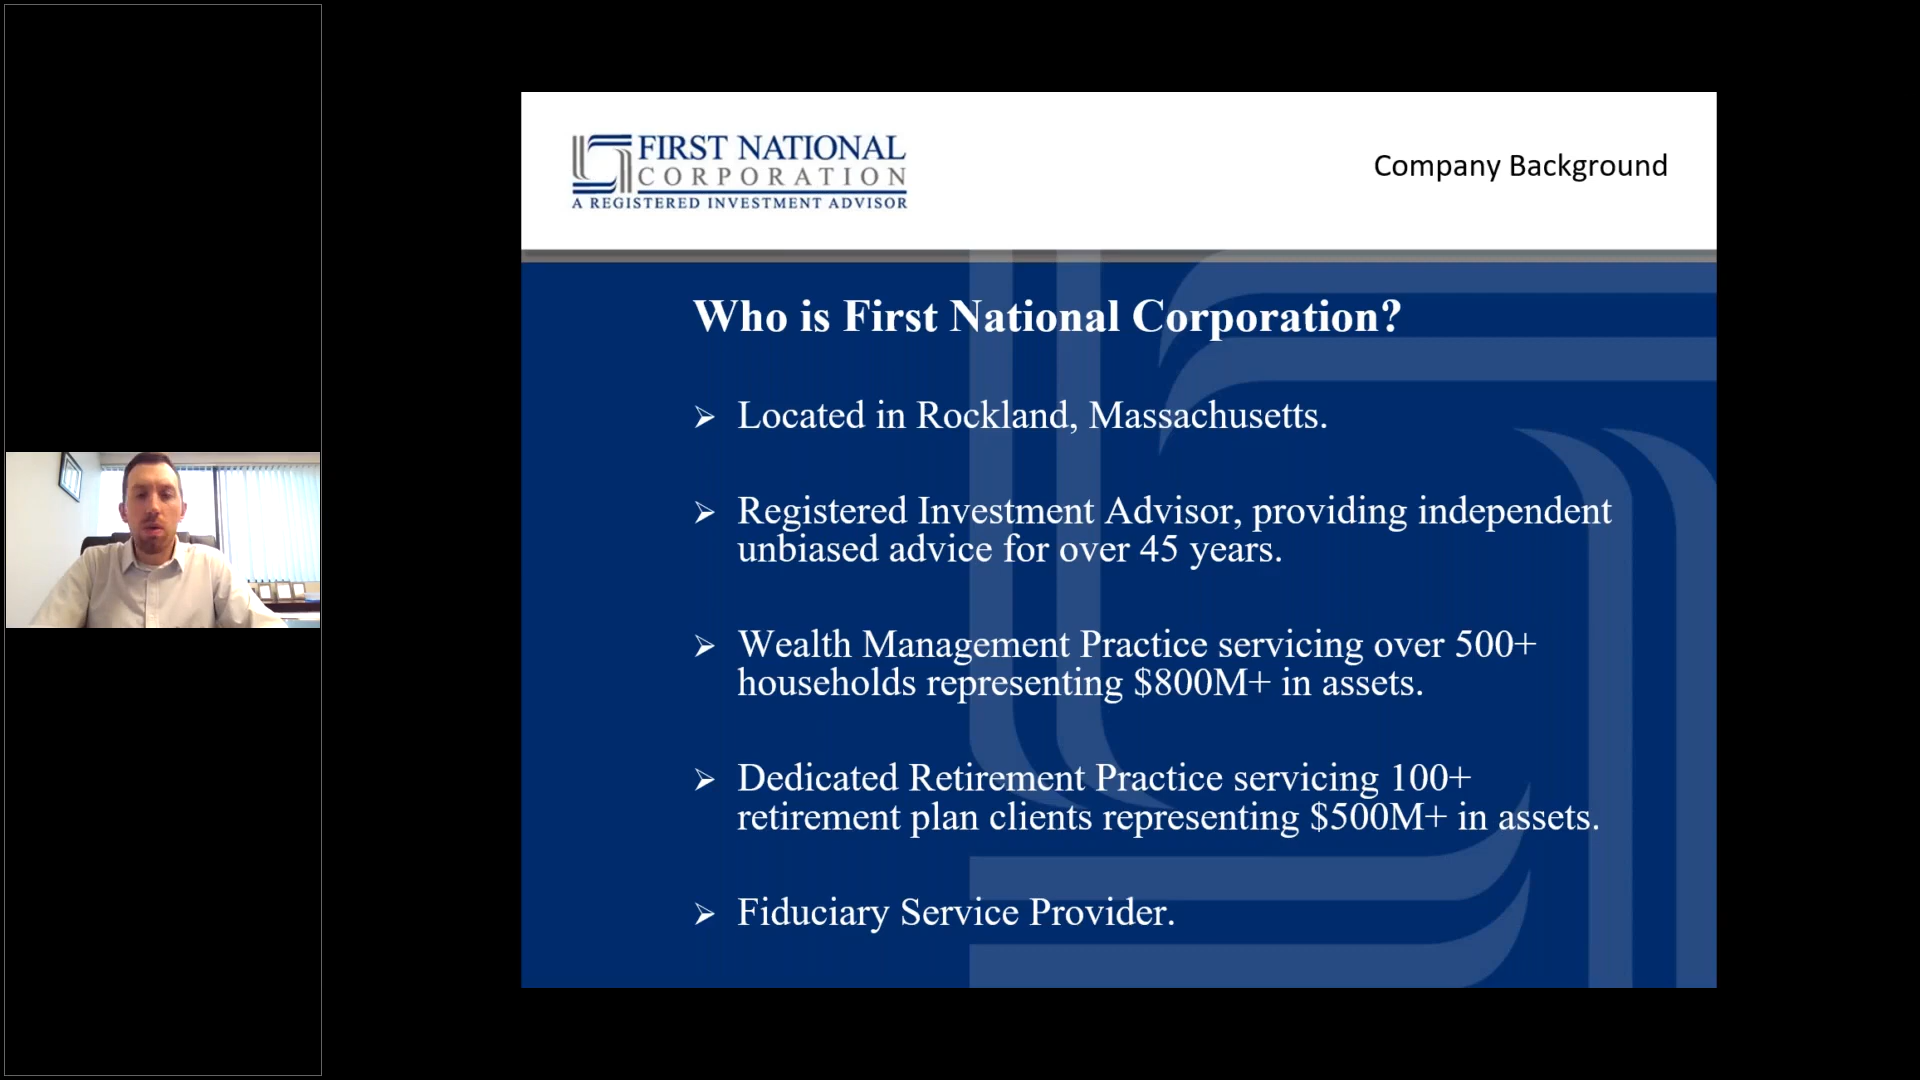 FIRST NATIONAL
CORPORATION
A REGISTERED INVESTMENT ADVISOR
Company Background
Who is First National Corporation?
➢ Located in Rockland, Massachusetts.
➢ Registered Investment Advisor, providing independent
unbiased advice for over 45 years.
➢ Wealth Management Practice servicing over 500+
households representing $800M+ in assets.
➢ Dedicated Retirement Practice servicing 100+
retirement plan clients representing $500M+ in assets.
➢ Fiduciary Service Provider.